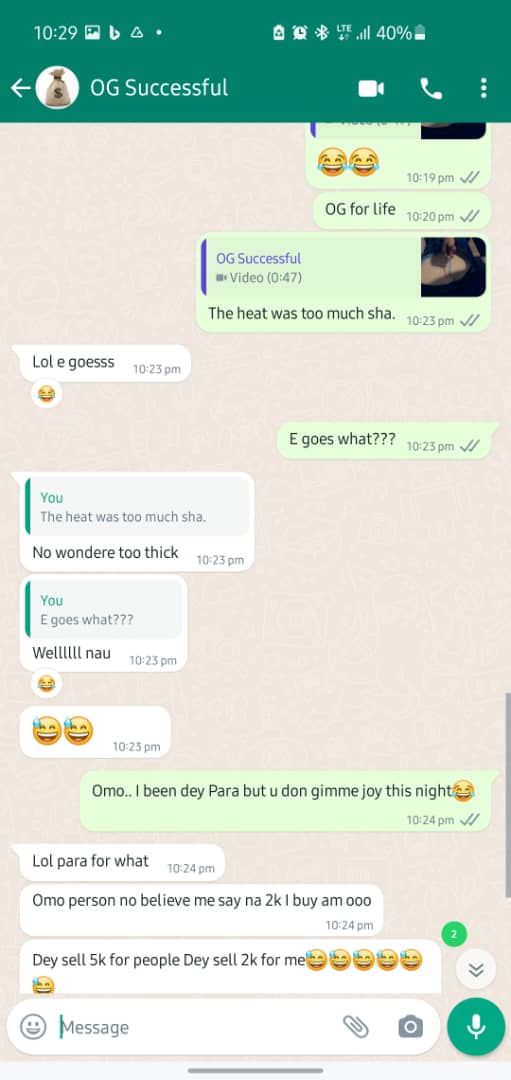 10:29
LTE
40%
OG Successful
10:19 pm
OG for life
10:20 pm
OG Successful
Video (0:47)
The heat was too much sha.
10:23 pm
Lol e goesss
10:23 pm
E goes what???
10:23 pm
You
The heat was too much sha.
No wondere too thick
10:23 pm
You
E goes what???
Wellllll nau
10:23 pm
😅😅
10:23 pm
Omo.. I been dey Para but u don gimme joy this night😂
10:24 pm
Lol para for what
10:24 pm
Omo person no believe me say na 2k I buy am ooo
10:24 pm
Dey sell 5k for people Dey sell 2k for me😅😅😅😅😅
😅
2
Message